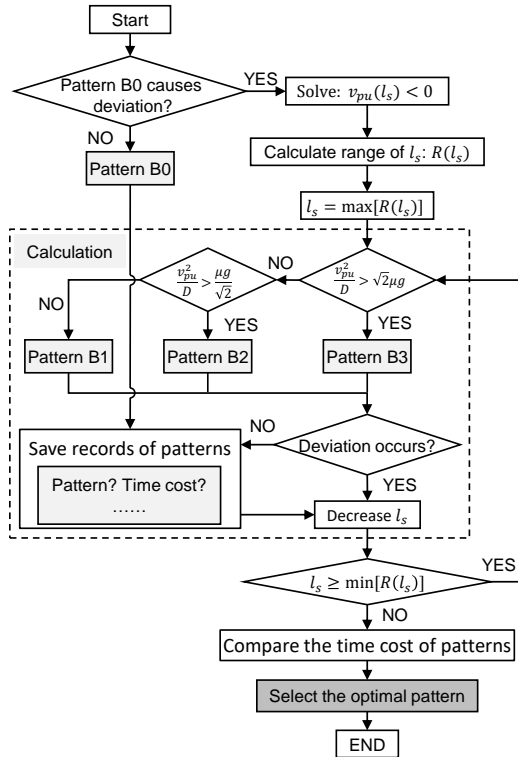 Start
Pattern B0 causes
deviation?
YES
Solve: $v_{pu}(l_s) < 0$
NO
Pattern B0
Calculate range of $l_s$: $R(l_s)$
$l_s = \max[R(l_s)]$
Calculation
$\frac{v_{pu}^2}{D} > \frac{\mu g}{\sqrt{2}}$
NO
$\frac{v_{pu}^2}{D} > \sqrt{2}\mu g$
NO
YES
YES
Pattern B1
Pattern B2
Pattern B3
Save records of patterns
NO
Deviation occurs?
Pattern? Time cost?
......
YES
Decrease $l_s$
$l_s \geq \min[R(l_s)]$
YES
NO
Compare the time cost of patterns
Select the optimal pattern
END